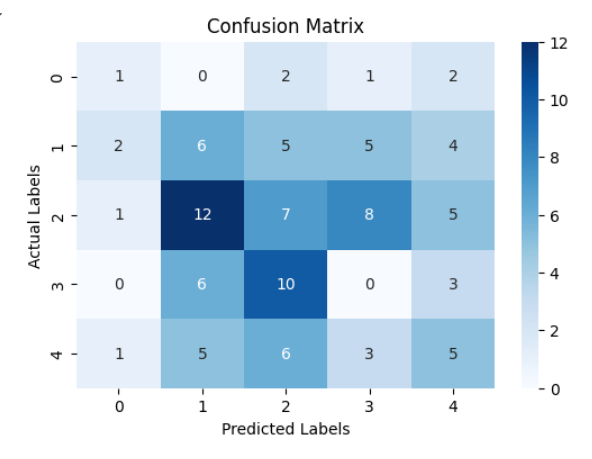 Confusion Matrix
0 1 0 2 1 2
1 2 6 5 5 4
2 1 12 7 8 5
3 0 6 10 0 3
4 1 5 6 3 5
0 1 2 3 4
Predicted Labels
Actual Labels
12
10
8
6
4
2
0